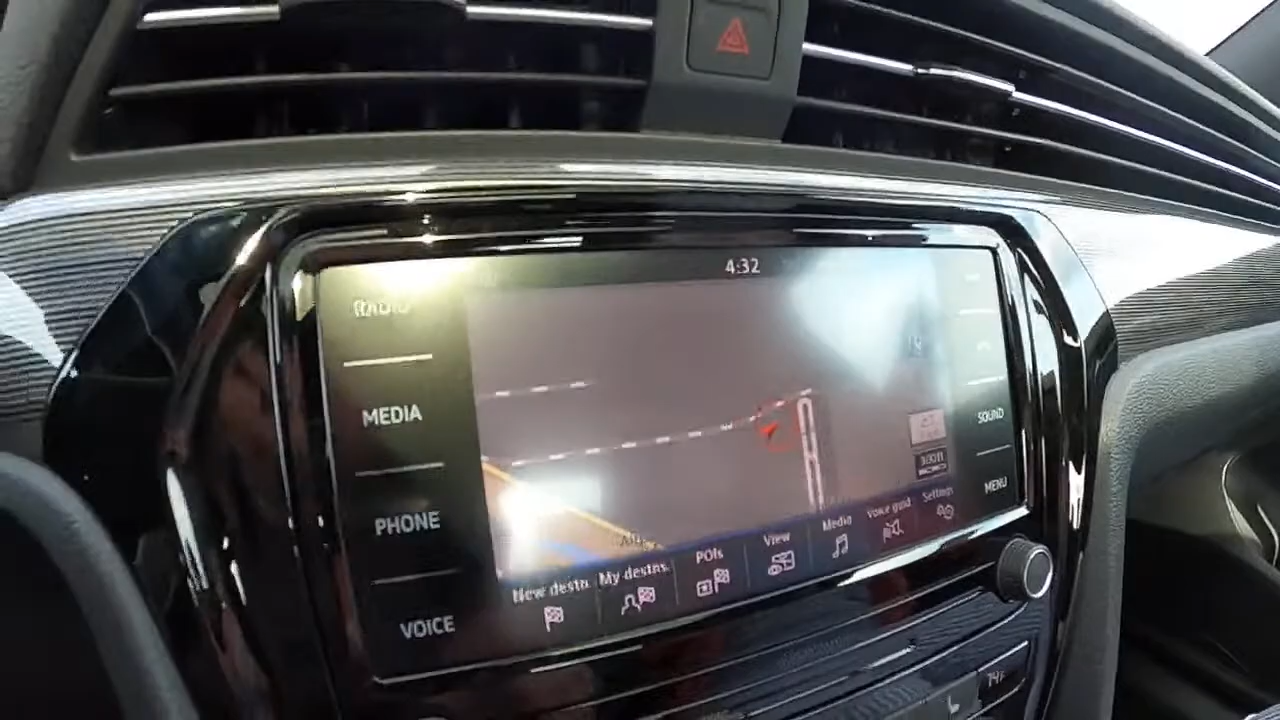 4:32
RADIO
MEDIA
PHONE
VOICE
SOUND
MENU
New destn.
My destns.
POIs
View
Media
Voice guid
Settings